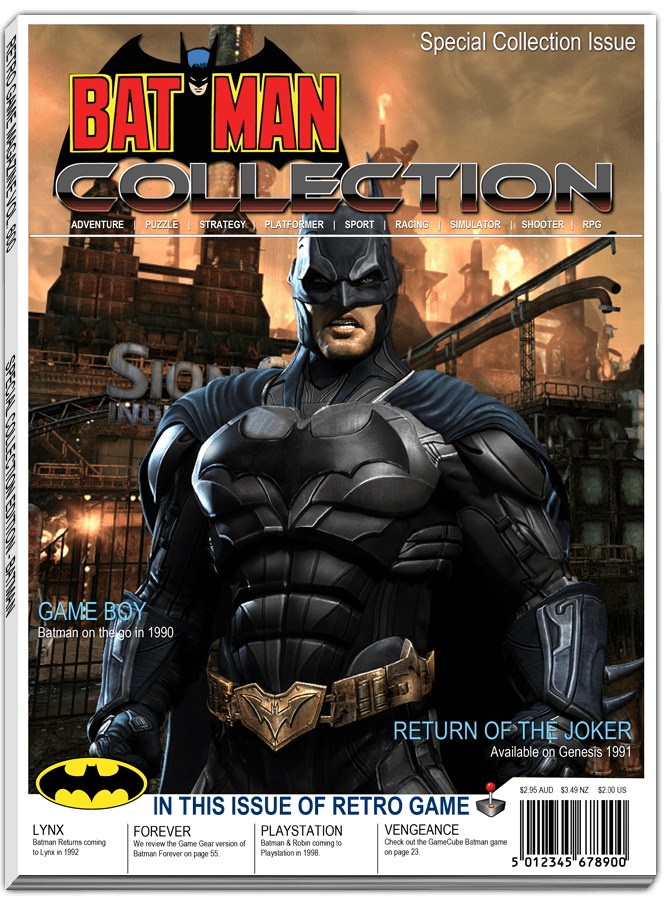 Special Collection Issue
BATMAN
COLLECTION
ADVENTURE | PUZZLE | STRATEGY | PLATFORMER | SPORT | RACING | SIMULATOR | SHOOTER | RPG
SPECIAL COLLECTION EDITION: BATMAN
GAME BOY
Batman on the go in 1990
RETURN OF THE JOKER
Available on Genesis 1991
IN THIS ISSUE OF RETRO GAME
$2.95 AUD $3.49 NZ $2.00 US
LYNX
Batman Returns coming
to Lynx in 1992
FOREVER
We review the Game Gear version of
Batman Forever on page 55.
PLAYSTATION
Batman & Robin coming to
Playstation in 1998.
VENGEANCE
Check out the GameCube Batman game
on page 23.
5 012345 678900